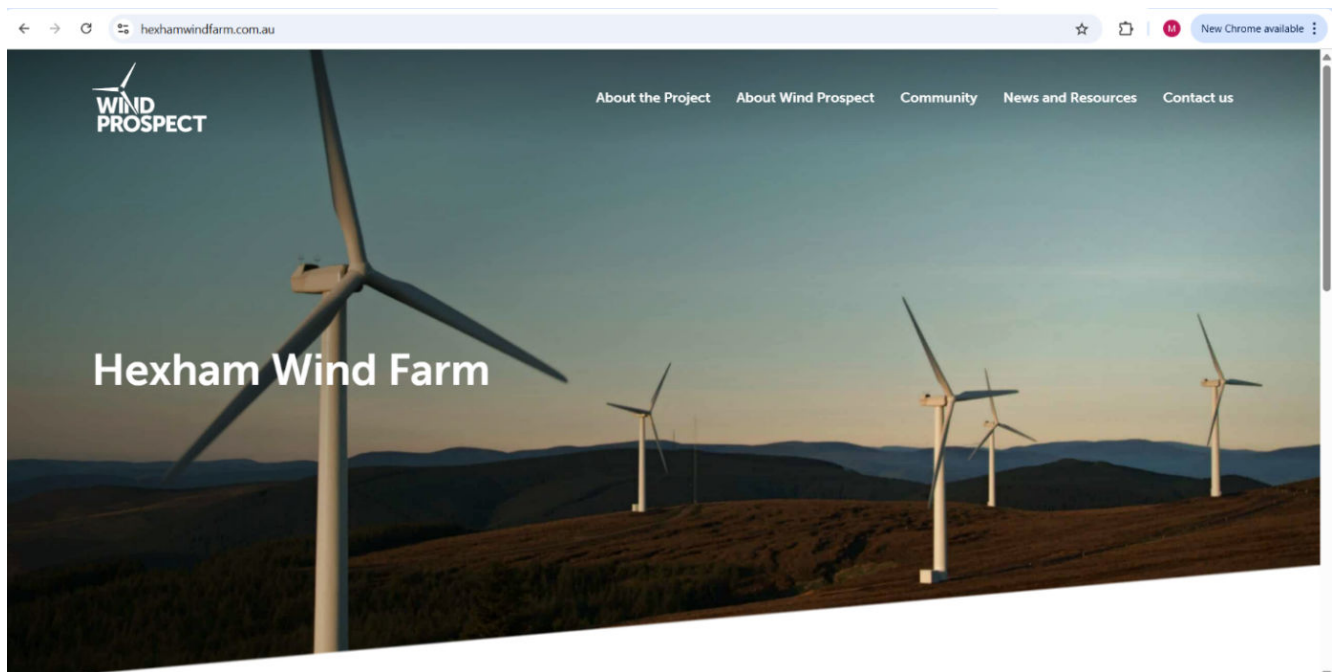 hexhamwindfarm.com.au
M
New Chrome available
WIND
PROSPECT
About the Project
About Wind Prospect
Community
News and Resources
Contact us
Hexham Wind Farm